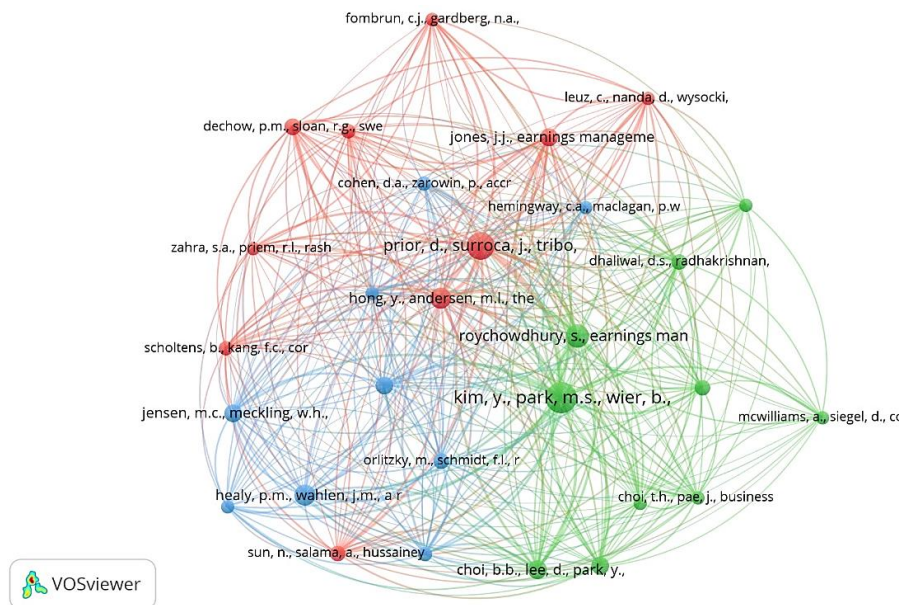 fombrun, c.j., gardberg, n.a.,
leuz, c., nanda, d., wysocki,
dechow, p.m., sloan, r.g., swe
jones, j.j., earnings manageme
cohen, d.a., zarowin, p., accr
hemingway, c.a., maclagan, p.w
zahra, s.a., priem, r.l., rash
prior, d., surroca, j., tribo,
dhaliwal, d.s., radhakrishnan,
hong, y., andersen, m.l., the
roychowdhury, s., earnings man
scholtens, b., kang, f.c., cor
kim, y., park, m.s., wier, b.,
jensen, m.c., meckling, w.h.,
mcwilliams, a., siegel, d., co
orlitzky, m., schmidt, f.l., r
healy, p.m., wahlen, j.m., a r
choi, t.h., pae, j., business
sun, n., salama, a., hussainey
choi, b.b., lee, d., park, y.,
VOSviewer